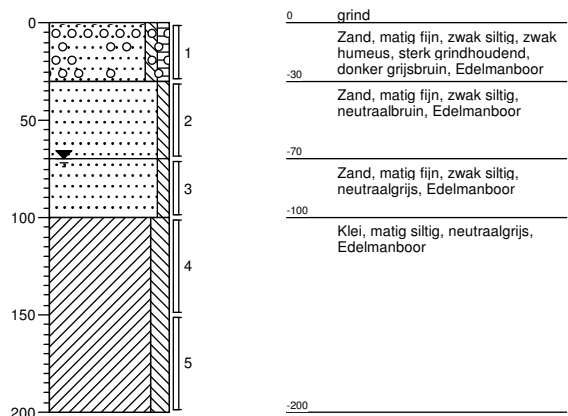 0
50
100
150
200
1
2
3
4
5
0 grind
Zand, matig fijn, zwak siltig, zwak
humeus, sterk grindhoudend,
donker grijsbruin, Edelmanboor
-30
Zand, matig fijn, zwak siltig,
neutraalbruin, Edelmanboor
-70
Zand, matig fijn, zwak siltig,
neutraalgrijs, Edelmanboor
-100
Klei, matig siltig, neutraalgrijs,
Edelmanboor
-200